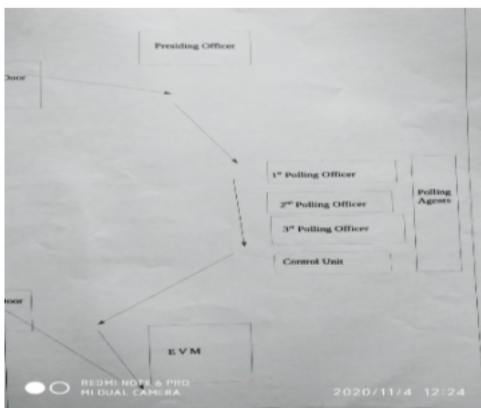 Presiding Officer
Door
1st Polling Officer
2nd Polling Officer
3rd Polling Officer
Control Unit
Polling
Agents
Door
E V M
REDMI NOTE 6 PRO
MI DUAL CAMERA
2020/11/4 12:24